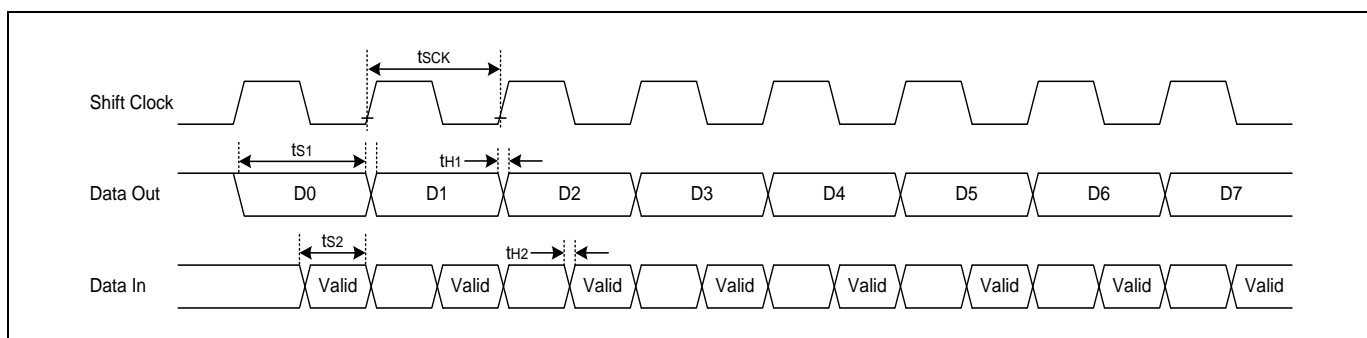 tSCK
Shift Clock
tS1
tH1
Data Out D0 D1 D2 D3 D4 D5 D6 D7
tS2
tH2
Data In Valid Valid Valid Valid Valid Valid Valid Valid